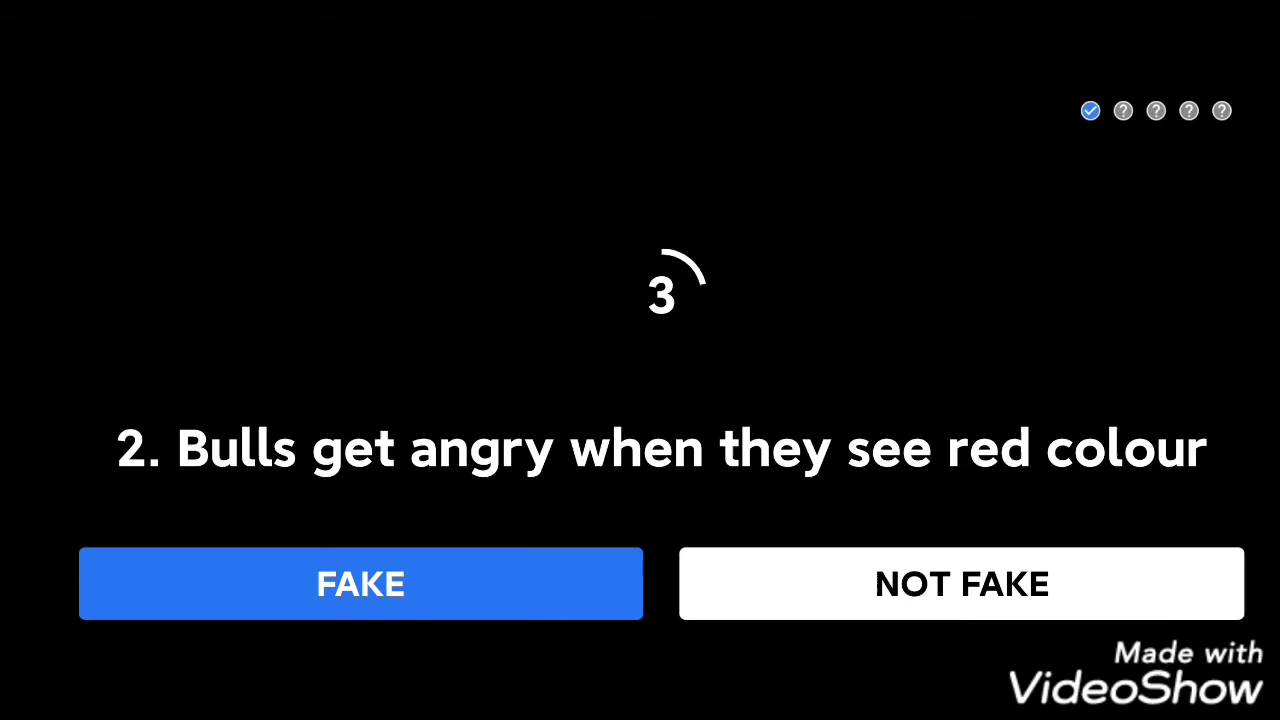 3
2. Bulls get angry when they see red colour
FAKE
NOT FAKE
Made with
VideoShow